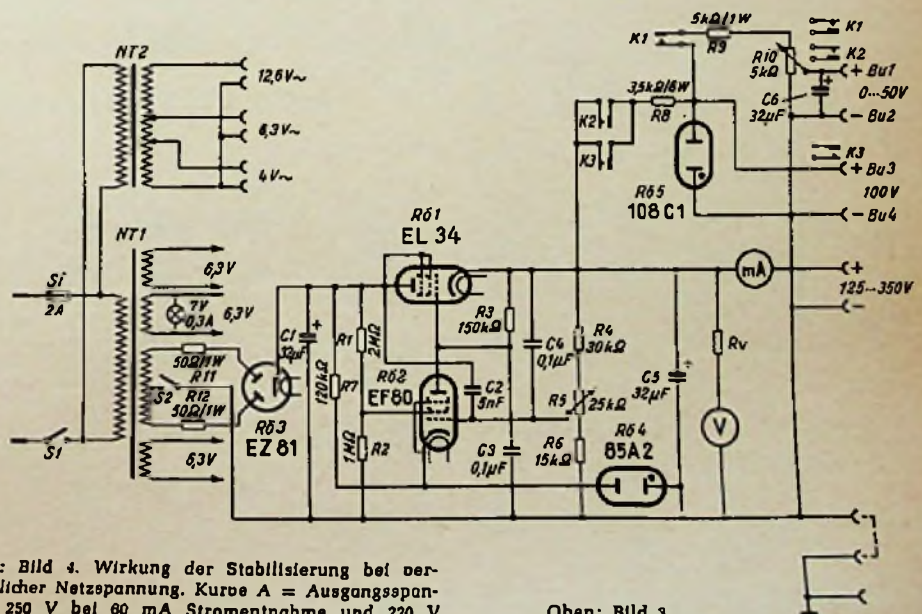 NT2
12,6V~
6,3V~
4V~
NT1
6,3V
7V
0,3A
6,3V
Si
2A
S1
50Ω/1W
R11
S2
R12
50Ω/1W
6,3V
Rö3
EZ 81
C1
32µF
R7
120kΩ
R1
2MΩ
R2
1MΩ
Rö1
EL 34
Rö2
EF80
C2
5nF
R3
150kΩ
C3
0,1µF
C4
0,1µF
R4
30kΩ
R5
25kΩ
R6
15kΩ
Rö4
85A2
C5
32µF
Rv
V
mA
K1
5kΩ/1W
R9
R10
5kΩ
3,5kΩ/6W
R8
K2
K3
Rö5
108C1
C6
32µF
K1
K2
+ Bu1
0...50V
− Bu2
K3
+ Bu3
100V
− Bu4
+
125...350V
−
: Bild 4. Wirkung der Stabilisierung bei ver-
licher Netzspannung. Kurve A = Ausgangsspan-
250 V bei 60 mA Stromentnahme und 220 V
Oben: Bild 3